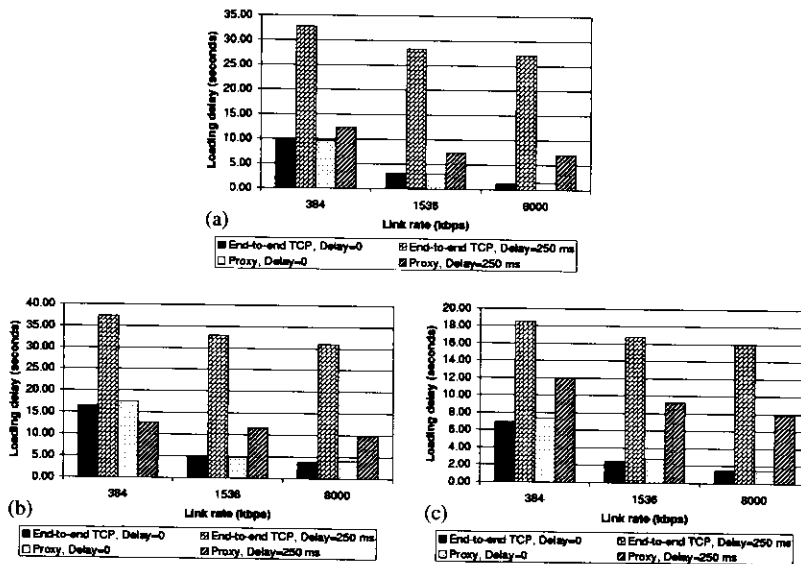 35.00
30.00
25.00
20.00
15.00
10.00
5.00
0.00
Loading delay (seconds)
384 1536 8000
Link rate (kbps)
(a)
End-to-end TCP, Delay=0 End-to-end TCP, Delay=250 ms
Proxy, Delay=0 Proxy, Delay=250 ms
40.00
35.00
30.00
25.00
20.00
15.00
10.00
5.00
0.00
Loading delay (seconds)
384 1536 8000
Link rate (kbps)
(b)
End-to-end TCP, Delay=0 End-to-end TCP, Delay=250 ms
Proxy, Delay=0 Proxy, Delay=250 ms
20.00
18.00
16.00
14.00
12.00
10.00
8.00
6.00
4.00
2.00
0.00
Loading delay (seconds)
384 1536 8000
Link rate (kbps)
(c)
End-to-end TCP, Delay=0 End-to-end TCP, Delay=250 ms
Proxy, Delay=0 Proxy, Delay=250 ms